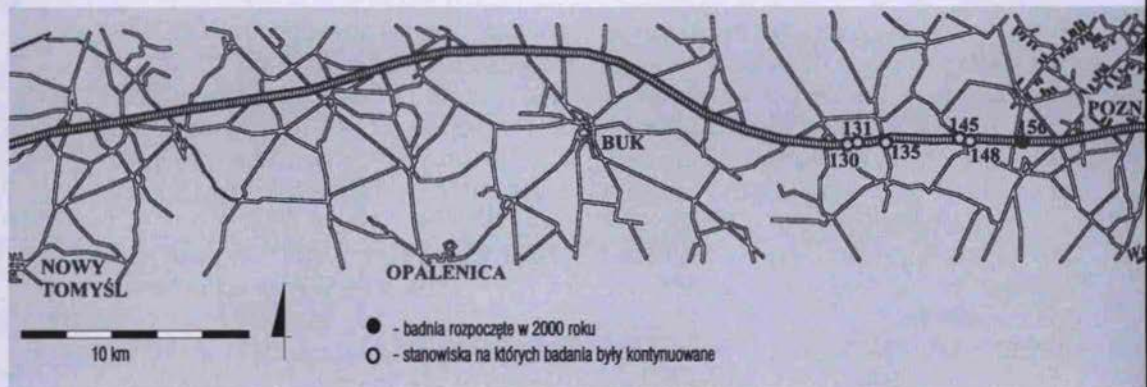 131
145
156
POZN
BUK
130
135
148
NOWY
TOMYŚL
OPALENICA
W
10 km
- badnia rozpoczęte w 2000 roku
- stanowiska na których badania były kontynuowane